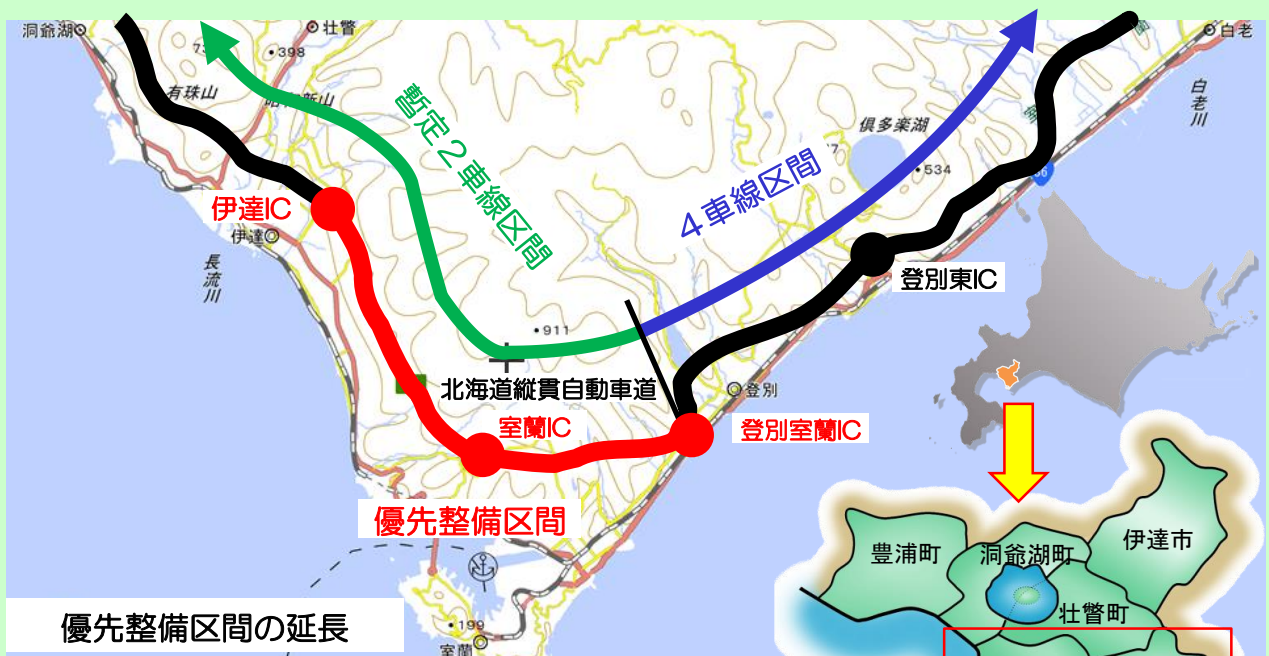 洞爺湖
壮瞥
白老
398
有珠山
昭和新山
白老川
暫定2車線区間
4車線区間
倶多楽湖
534
伊達IC
伊達
長流川
登別東IC
911
北海道縦貫自動車道
登別
室蘭IC
登別室蘭IC
優先整備区間
豊浦町
洞爺湖町
伊達市
壮瞥町
優先整備区間の延長
199
室蘭